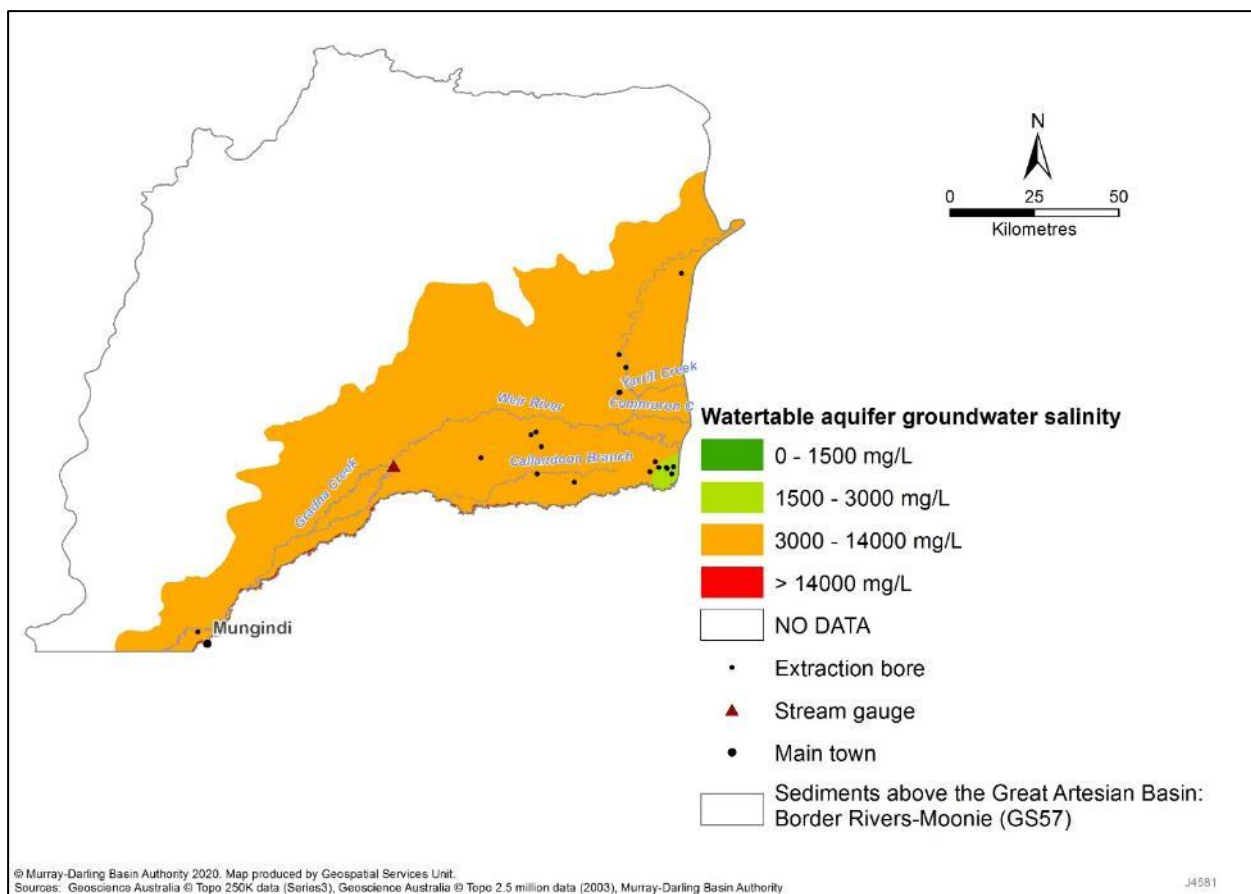 N
0 25 50
Kilometres
Yarrill Creek
Weir River
Commoron C
Callandoon Branch
Gradna Creek
Mungindi
Watertable aquifer groundwater salinity
0 - 1500 mg/L
1500 - 3000 mg/L
3000 - 14000 mg/L
> 14000 mg/L
NO DATA
Extraction bore
Stream gauge
Main town
Sediments above the Great Artesian Basin:
Border Rivers-Moonie (GS57)
© Murray-Darling Basin Authority 2020. Map produced by Geospatial Services Unit.
Sources: Geoscience Australia © Topo 250K data (Series3), Geoscience Australia © Topo 2.5 million data (2003), Murray-Darling Basin Authority
J4581